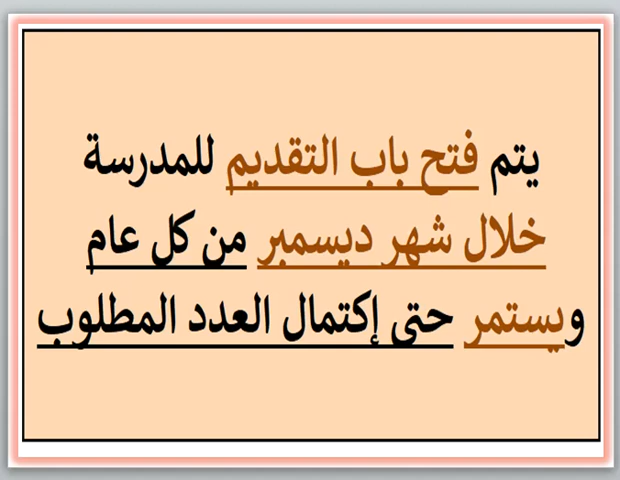 يتم فتح باب التقديم للمدرسة
خلال شهر ديسمبر من كل عام
ويستمر حتى إكتمال العدد المطلوب